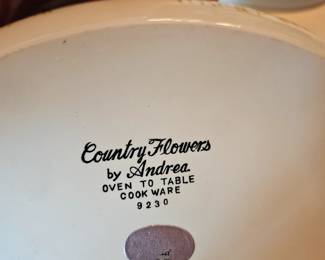 Country Flowers
by Andrea
OVEN TO TABLE
COOK WARE
9230